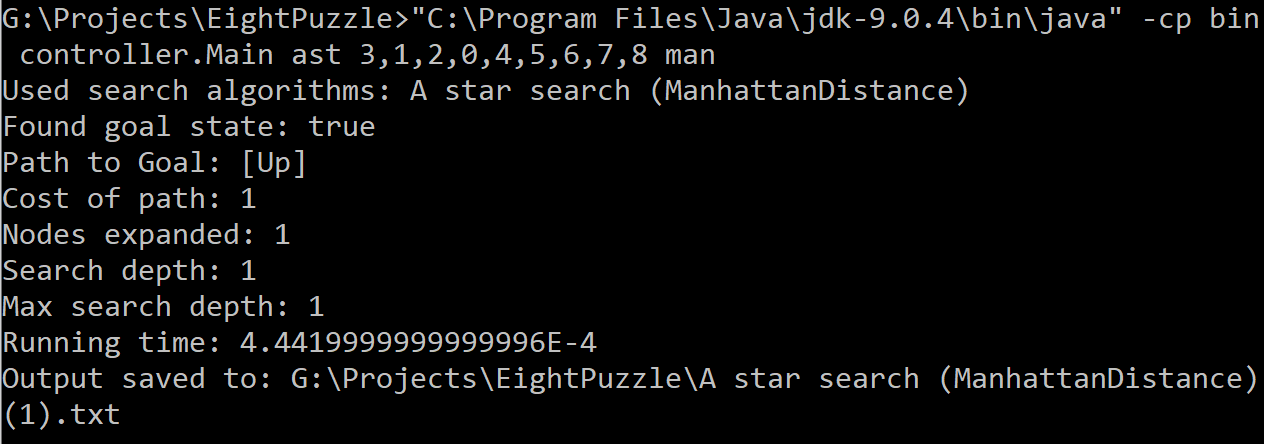 G:\Projects\EightPuzzle>"C:\Program Files\Java\jdk-9.0.4\bin\java" -cp bin
 controller.Main ast 3,1,2,0,4,5,6,7,8 man
Used search algorithms: A star search (ManhattanDistance)
Found goal state: true
Path to Goal: [Up]
Cost of path: 1
Nodes expanded: 1
Search depth: 1
Max search depth: 1
Running time: 4.4419999999999996E-4
Output saved to: G:\Projects\EightPuzzle\A star search (ManhattanDistance)
(1).txt